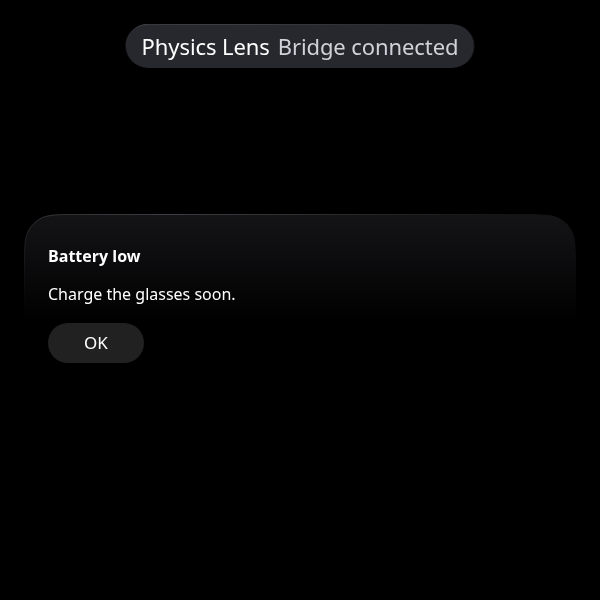 Physics Lens Bridge connected
Battery low
Charge the glasses soon.
OK